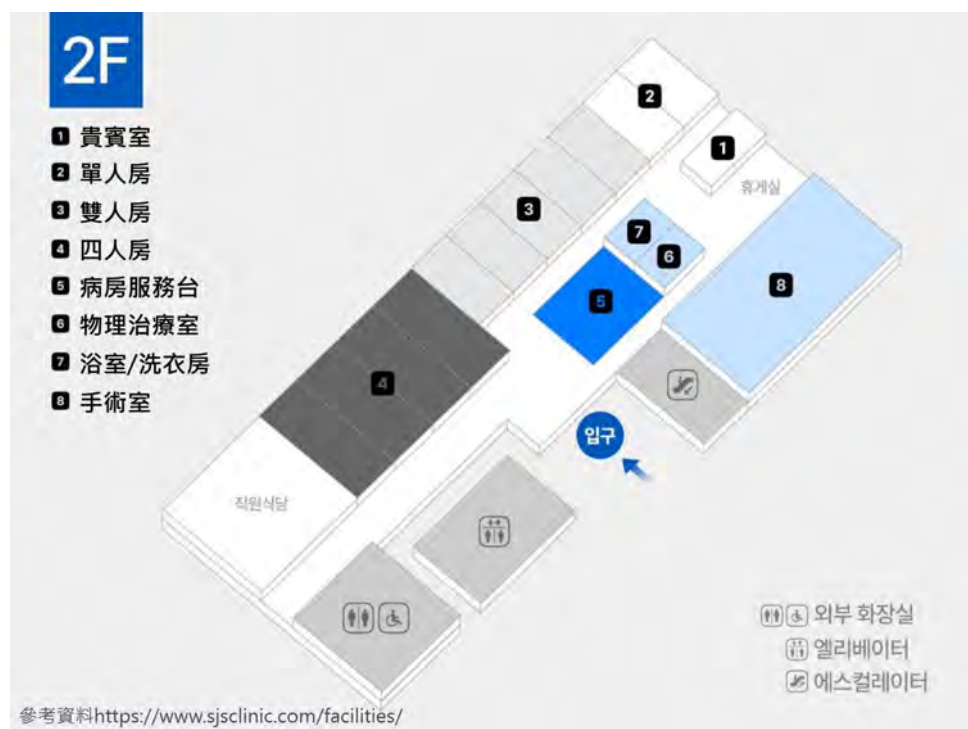 2F
1 貴賓室
2 單人房
3 雙人房
4 四人房
5 病房服務台
6 物理治療室
7 浴室/洗衣房
8 手術室
2
1
휴게실
3
7
6
8
5
4
입구
직원식당
외부 화장실
엘리베이터
에스컬레이터
參考資料https://www.sjsclinic.com/facilities/